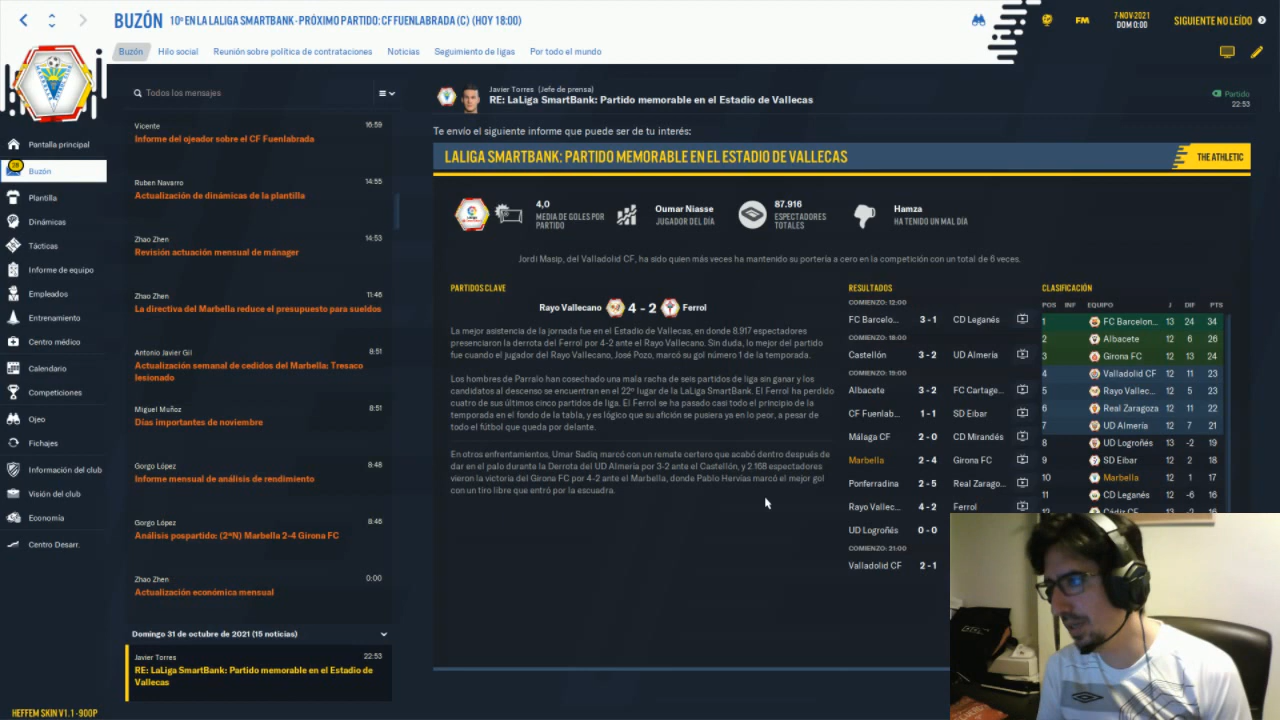 BUZÓN
10º EN LA LALIGA SMARTBANK - PRÓXIMO PARTIDO: CF FUENLABRADA (C) (HOY 18:00)
FM
7-NOV-2021
DOM 0:00
SIGUIENTE NO LEÍDO
Buzón
Hilo social
Reunión sobre política de contrataciones
Noticias
Seguimiento de ligas
Por todo el mundo
Pantalla principal
Buzón
Plantilla
Dinámicas
Tácticas
Informe de equipo
Empleados
Entrenamiento
Centro médico
Calendario
Competiciones
Ojeo
Fichajes
Información del club
Visión del club
Economía
Centro Desarr.
HEFFEM SKIN V1.1 - 900P
Todos los mensajes
Vicente 16:59
Informe del ojeador sobre el CF Fuenlabrada
Ruben Navarro 14:55
Actualización de dinámicas de la plantilla
Zhao Zhen 14:53
Revisión actuación mensual de mánager
Zhao Zhen 11:46
La directiva del Marbella reduce el presupuesto para sueldos
Antonio Javier Gil 8:51
Actualización semanal de cedidos del Marbella: Tresaco
lesionado
Miguel Muñoz 8:51
Días importantes de noviembre
Gorgo López 8:48
Informe mensual de análisis de rendimiento
Gorgo López 8:46
Análisis pospartido: (2ªN) Marbella 2-4 Girona FC
Zhao Zhen 0:00
Actualización económica mensual
Domingo 31 de octubre de 2021 (15 noticias)
Javier Torres 22:53
RE: LaLiga SmartBank: Partido memorable en el Estadio de
Vallecas
Javier Torres (Jefe de prensa)
RE: LaLiga SmartBank: Partido memorable en el Estadio de Vallecas
Partido
22:53
Te envío el siguiente informe que puede ser de tu interés:
LALIGA SMARTBANK: PARTIDO MEMORABLE EN EL ESTADIO DE VALLECAS
THE ATHLETIC
4,0
MEDIA DE GOLES POR
PARTIDO
Oumar Niasse
JUGADOR DEL DÍA
87.916
ESPECTADORES
TOTALES
Hamza
HA TENIDO UN MAL DÍA
Jordi Masip, del Valladolid CF, ha sido quien más veces ha mantenido su portería a cero en la competición con un total de 6 veces.
PARTIDOS CLAVE
Rayo Vallecano 4 - 2 Ferrol
La mejor asistencia de la jornada fue en el Estadio de Vallecas, en donde 8.917 espectadores
presenciaron la derrota del Ferrol por 4-2 ante el Rayo Vallecano. Sin duda, lo mejor del partido
fue cuando el jugador del Rayo Vallecano, José Pozo, marcó su gol número 1 de la temporada.
Los hombres de Parralo han cosechado una mala racha de seis partidos de liga sin ganar y los
candidatos al descenso se encuentran en el 22º lugar de la LaLiga SmartBank. El Ferrol ha perdido
cuatro de sus últimos cinco partidos de liga. El Ferrol se ha pasado casi todo el principio de la
temporada en el fondo de la tabla, y es lógico que su afición se pusiera ya en lo peor, a pesar de
todo el fútbol que queda por delante.
En otros enfrentamientos, Umar Sadiq marcó con un remate certero que acabó dentro después de
dar en el palo durante la Derrota del UD Almería por 3-2 ante el Castellón, y 2.168 espectadores
vieron la victoria del Girona FC por 4-2 ante el Marbella, donde Pablo Hervías marcó el mejor gol
con un tiro libre que entró por la escuadra.
RESULTADOS
COMIENZO: 12:00
FC Barcelo... 3 - 1 CD Leganés
COMIENZO: 18:00
Castellón 3 - 2 UD Almería
COMIENZO: 19:00
Albacete 3 - 2 FC Cartage...
CF Fuenlab... 1 - 1 SD Eibar
Málaga CF 2 - 0 CD Mirandés
Marbella 2 - 4 Girona FC
Ponferradina 2 - 5 Real Zarago...
Rayo Vallec... 4 - 2 Ferrol
UD Logroñés 0 - 0
COMIENZO: 21:00
Valladolid CF 2 - 1
CLASIFICACIÓN
POS INF EQUIPO J DIF PTS
1 FC Barcelon... 13 24 34
2 Albacete 12 6 26
3 Girona FC 12 13 24
4 Valladolid CF 12 11 23
5 Rayo Vallec... 12 5 23
6 Real Zaragoza 12 11 22
7 UD Almería 12 7 21
8 UD Logroñés 13 -2 19
9 SD Eibar 12 2 18
10 Marbella 12 1 17
11 CD Leganés 12 -6 16